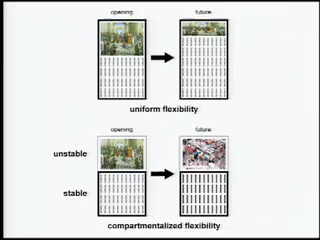 opening future
uniform flexibility
opening future
unstable
stable
compartmentalized flexibility